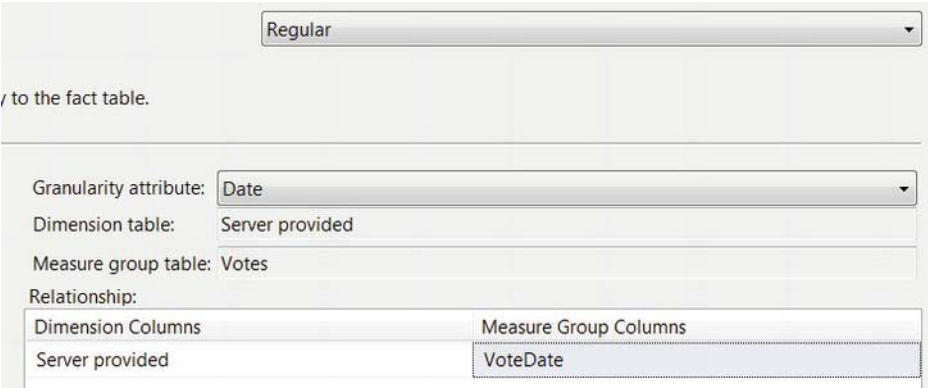 Regular
y to the fact table.
Granularity attribute: Date
Dimension table: Server provided
Measure group table: Votes
Relationship:
Dimension Columns Measure Group Columns
Server provided VoteDate